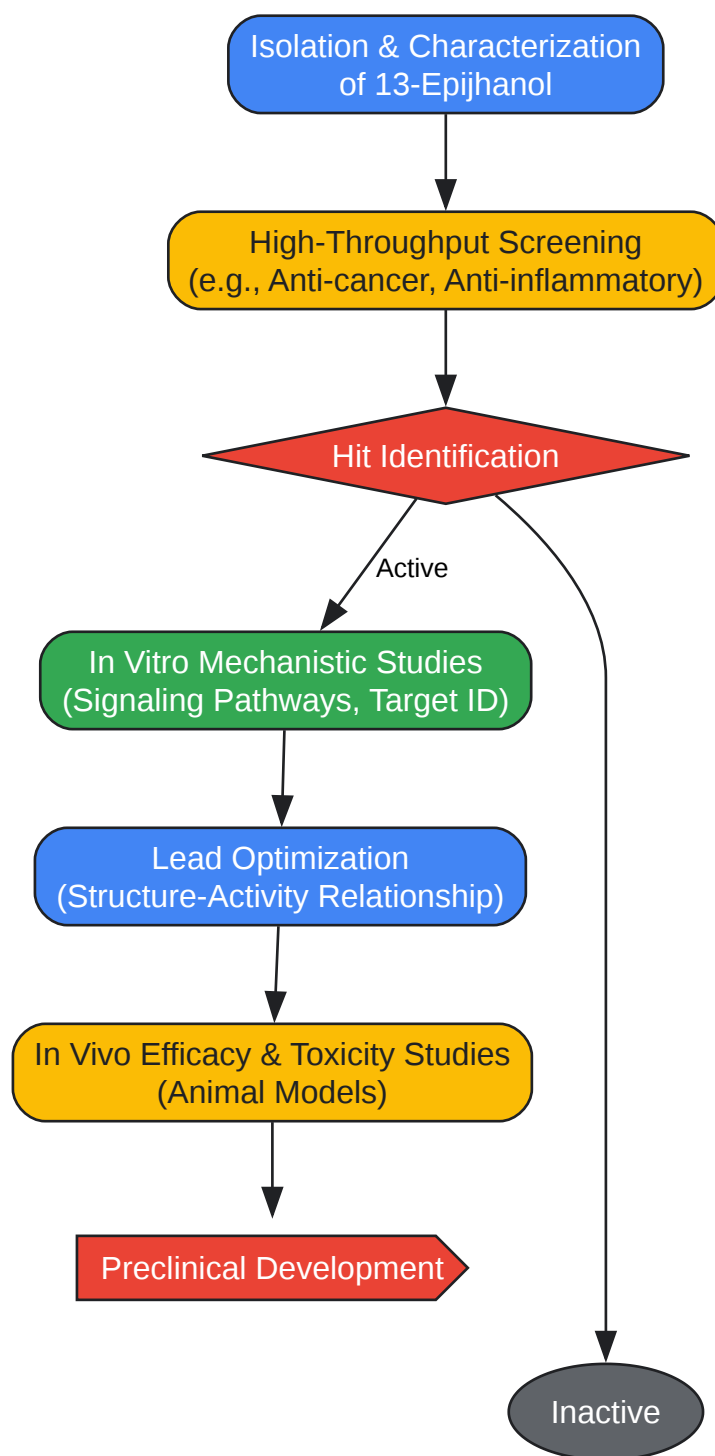 Isolation & Characterization
of 13-Epijhanol
High-Throughput Screening
(e.g., Anti-cancer, Anti-inflammatory)
Hit Identification
Active
In Vitro Mechanistic Studies
(Signaling Pathways, Target ID)
Lead Optimization
(Structure-Activity Relationship)
In Vivo Efficacy & Toxicity Studies
(Animal Models)
Preclinical Development
Inactive